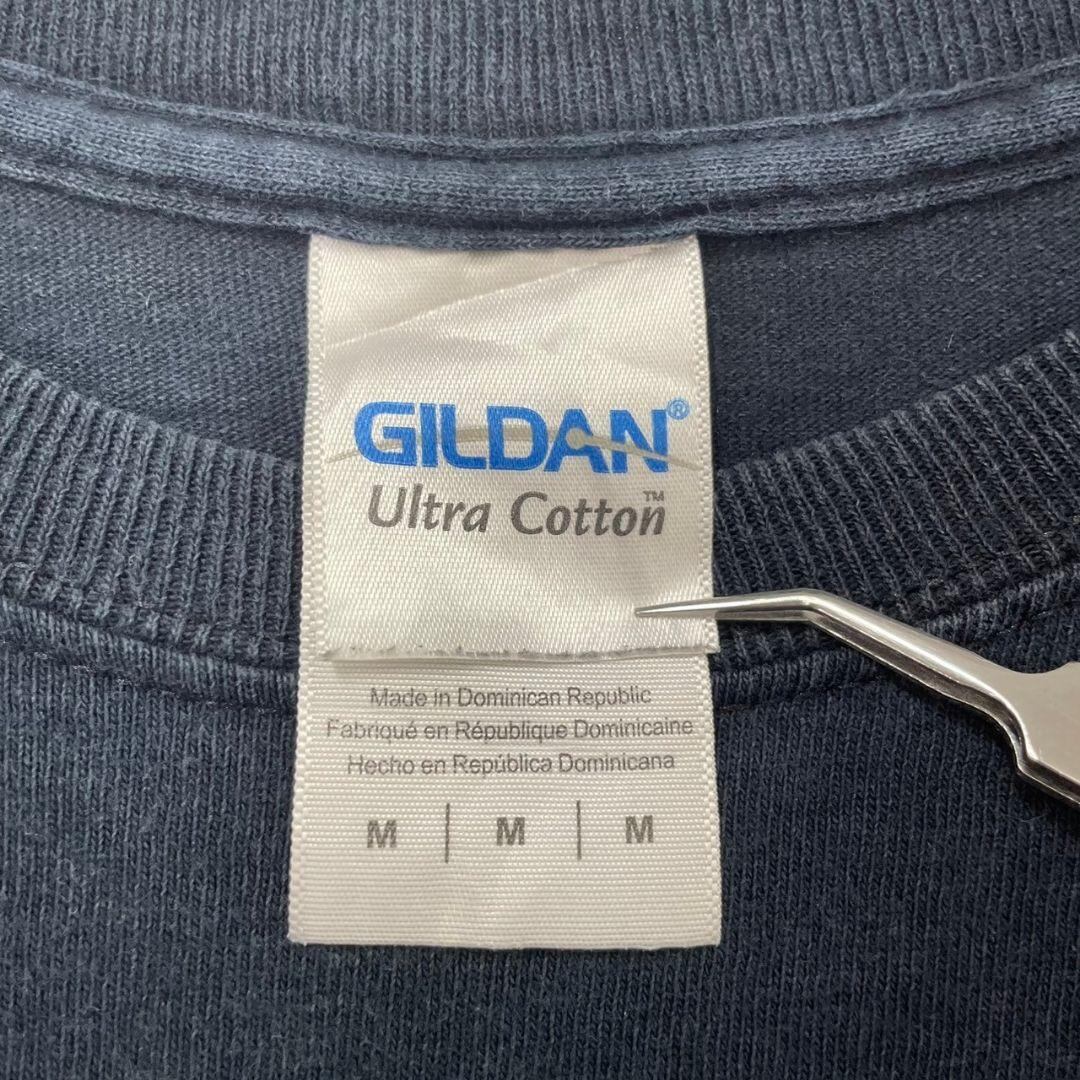 GILDAN®
Ultra Cotton™
Made in Dominican Republic
Fabriqué en République Dominicaine
Hecho en República Dominicana
M | M | M